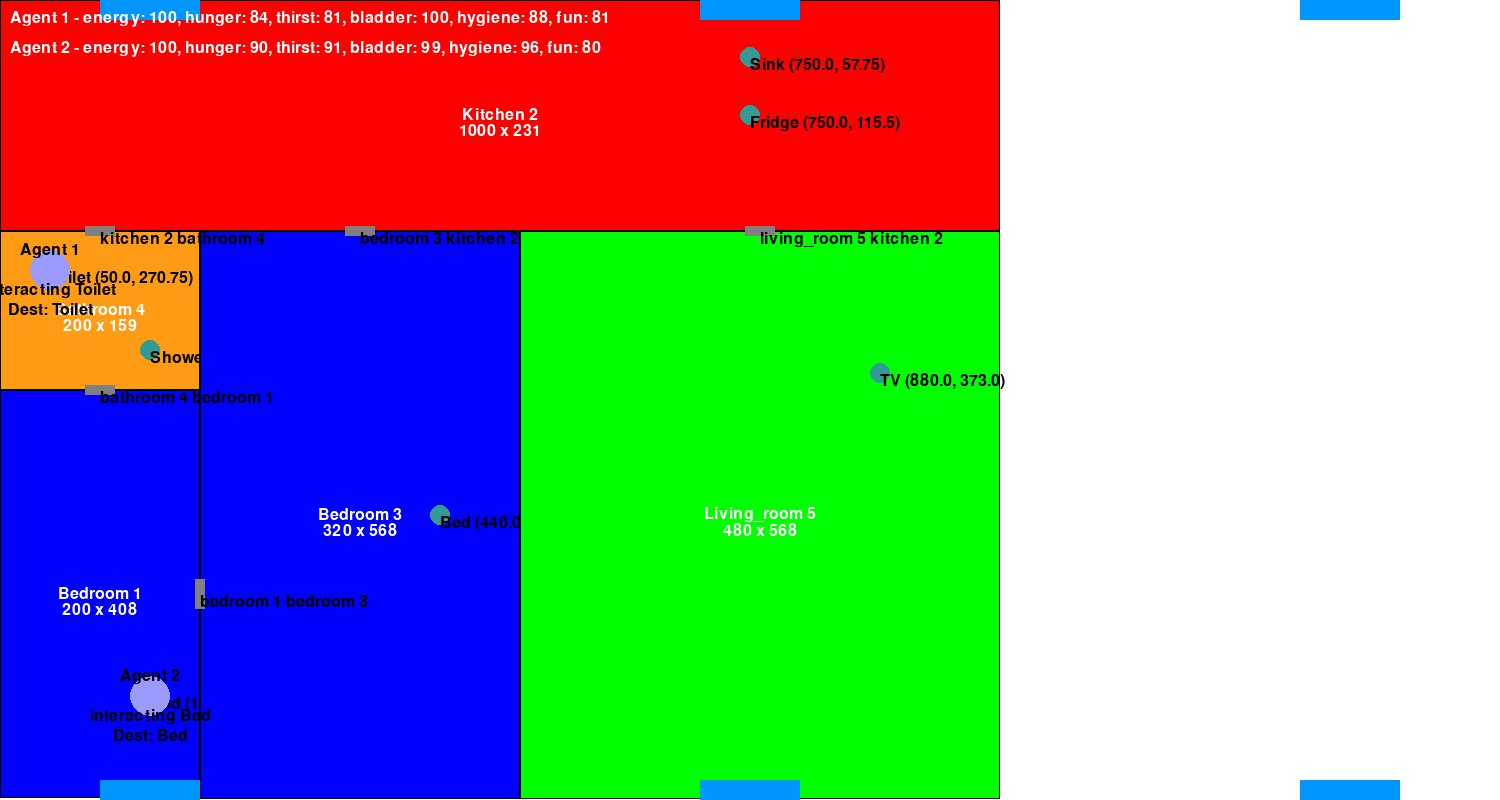 Agent 1 - energy: 100, hunger: 84, thirst: 81, bladder: 100, hygiene: 88, fun: 81
Agent 2 - energy: 100, hunger: 90, thirst: 91, bladder: 99, hygiene: 96, fun: 80
Sink (750.0, 57.75)
Kitchen 2
1000 x 231
Fridge (750.0, 115.5)
kitchen 2 bathroom 4
bedroom 3 kitchen 2
living_room 5 kitchen 2
Agent 1
ilet (50.0, 270.75)
teracting Toilet
Dest: Toilet
room 4
200 x 159
Showe
TV (880.0, 373.0)
bathroom 4 bedroom 1
Bedroom 3
320 x 568
Bed (440.0
Living_room 5
480 x 568
Bedroom 1
200 x 408
bedroom 1 bedroom 3
Agent 2
d (1
interacting Bed
Dest: Bed